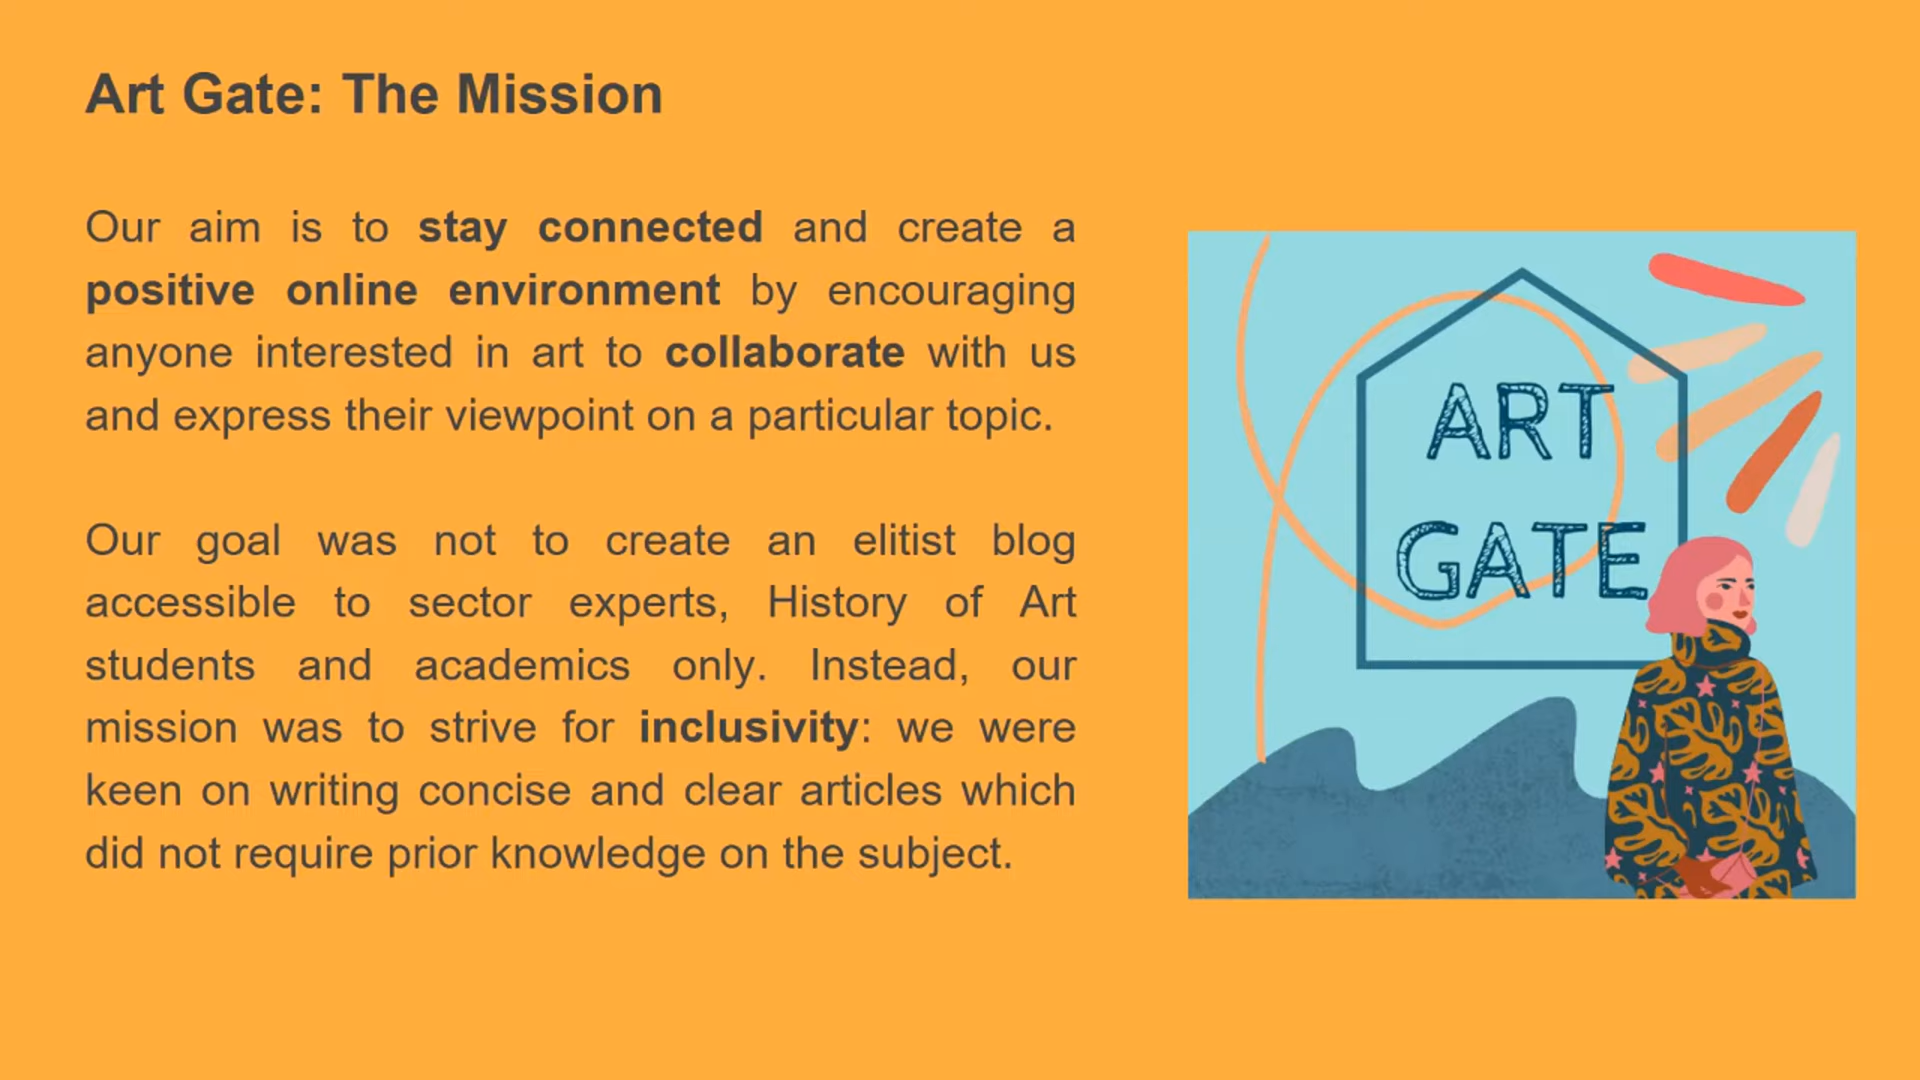 Art Gate: The Mission
Our aim is to stay connected and create a
positive online environment by encouraging
anyone interested in art to collaborate with us
and express their viewpoint on a particular topic.
Our goal was not to create an elitist blog
accessible to sector experts, History of Art
students and academics only. Instead, our
mission was to strive for inclusivity: we were
keen on writing concise and clear articles which
did not require prior knowledge on the subject.
ART
GATE